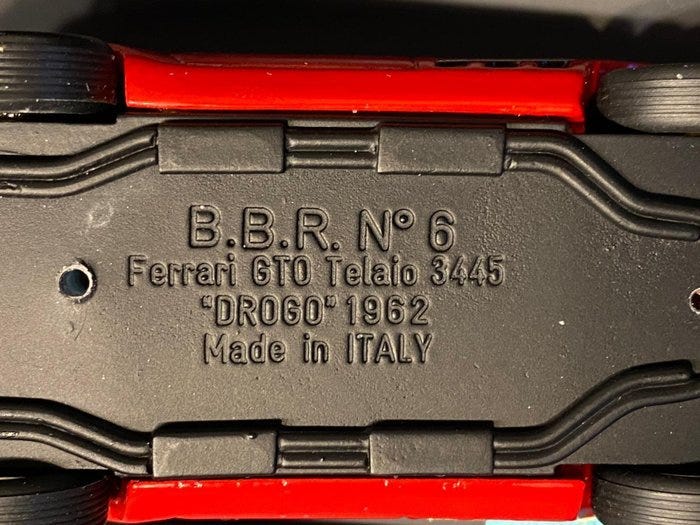 B.B.R. N° 6
Ferrari GTO Telaio 3445
"DROGO" 1962
Made in ITALY